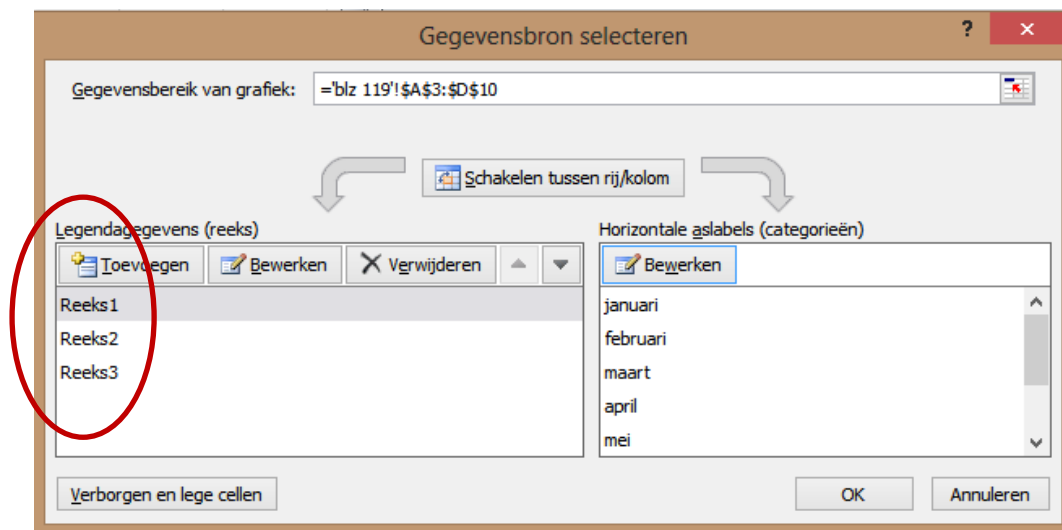 Gegevensbron selecteren
?
Gegevensbereik van grafiek: ='blz 119'!$A$3:$D$10
Schakelen tussen rij/kolom
Legendagegevens (reeks)
Toevoegen Bewerken Verwijderen
Reeks1
Reeks2
Reeks3
Horizontale aslabels (categorieën)
Bewerken
januari
februari
maart
april
mei
Verborgen en lege cellen
OK Annuleren